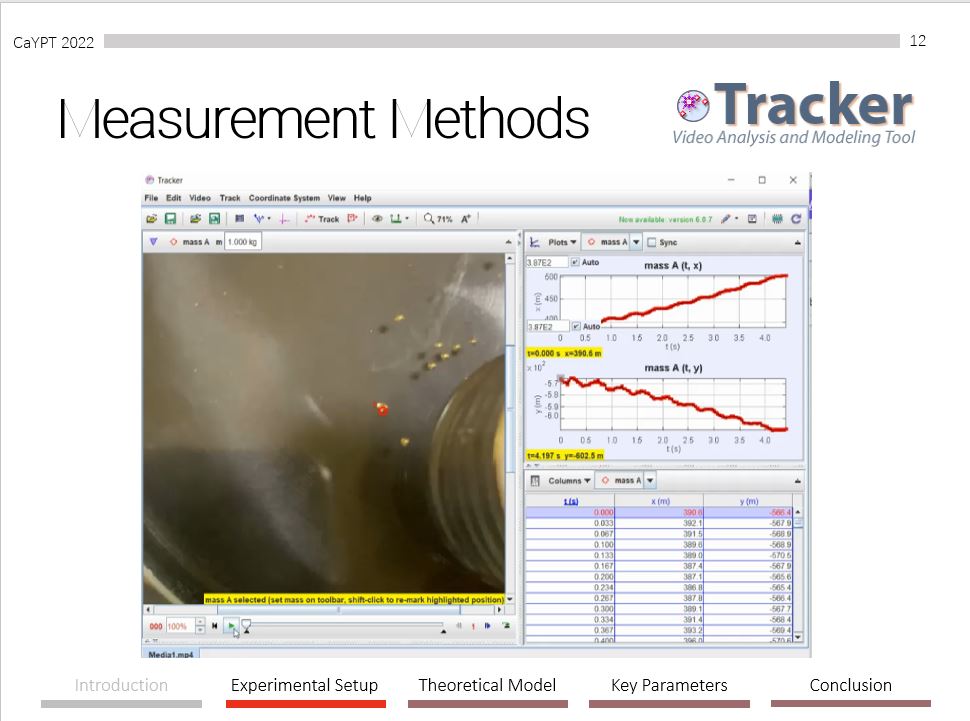 CaYPT 2022
12
Measurement Methods
Tracker
Video Analysis and Modeling Tool
Tracker
File Edit Video Track Coordinate System View Help
Track 71% A Now available: version 6.0.7
mass A m 1.000 kg
Plots mass A Sync
3.87E2 Auto
mass A (t, x)
600
450
400
x (m)
3.87E2 Auto
0 0.5 1.0 1.5 2.0 2.5 3.0 3.5 4.0
t (s)
t=0.000 s x=390.6 m
x 10²
mass A (t, y)
-5.7
-5.8
-5.9
-6.0
y (m)
0 0.5 1.0 1.5 2.0 2.5 3.0 3.5 4.0
t (s)
t=4.197 s y=-602.5 m
Columns mass A
t (s) x (m) y (m)
0.000 390.6 -566.4
0.033 392.1 -567.9
0.067 391.5 -568.9
0.100 389.6 -568.9
0.133 389.0 -570.5
0.167 387.4 -567.9
0.200 387.1 -565.6
0.234 386.8 -565.4
0.267 387.8 -566.4
0.300 389.1 -567.7
0.334 391.4 -568.4
0.367 393.2 -569.4
0.400 396.0 -570.6
mass A selected (set mass on toolbar, shift-click to re-mark highlighted position)
000 100% 1
Media1.mp4
Introduction
Experimental Setup
Theoretical Model
Key Parameters
Conclusion